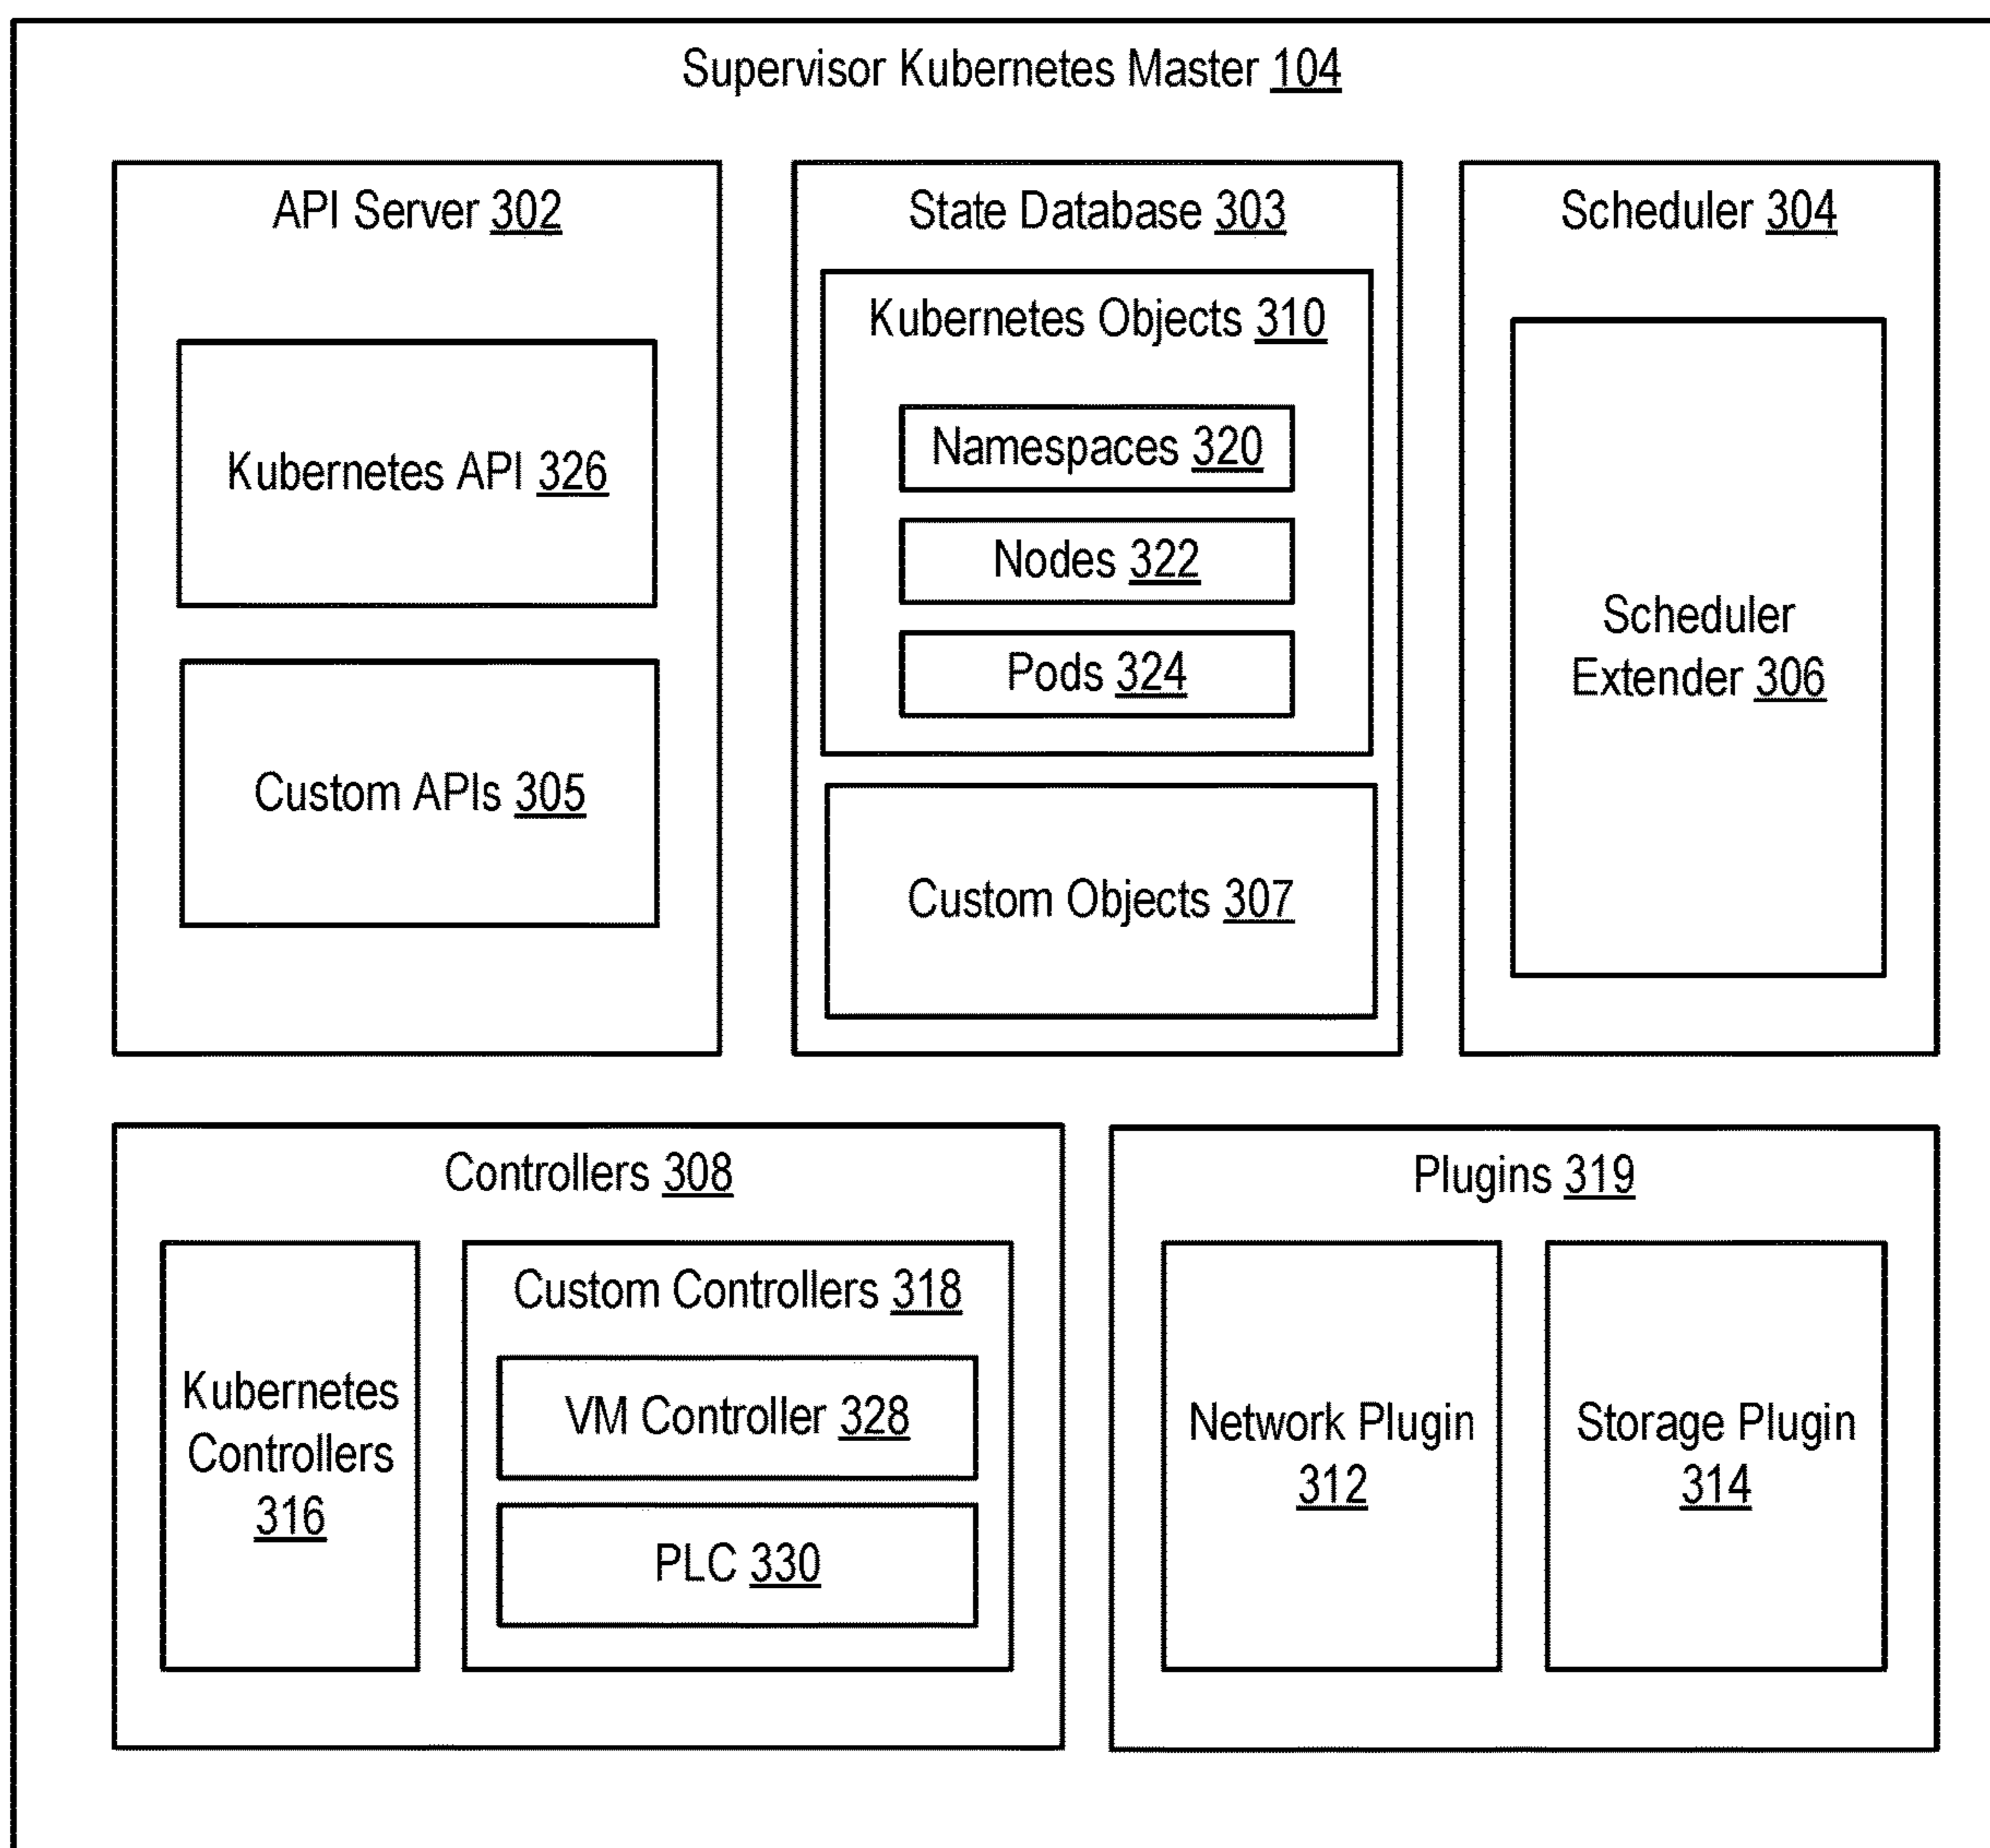 Supervisor Kubernetes Master 104
API Server 302
Kubernetes API 326
Custom APIs 305
State Database 303
Kubernetes Objects 310
Namespaces 320
Nodes 322
Pods 324
Custom Objects 307
Scheduler 304
Scheduler
Extender 306
Controllers 308
Kubernetes
Controllers
316
Custom Controllers 318
VM Controller 328
PLC 330
Plugins 319
Network Plugin
312
Storage Plugin
314